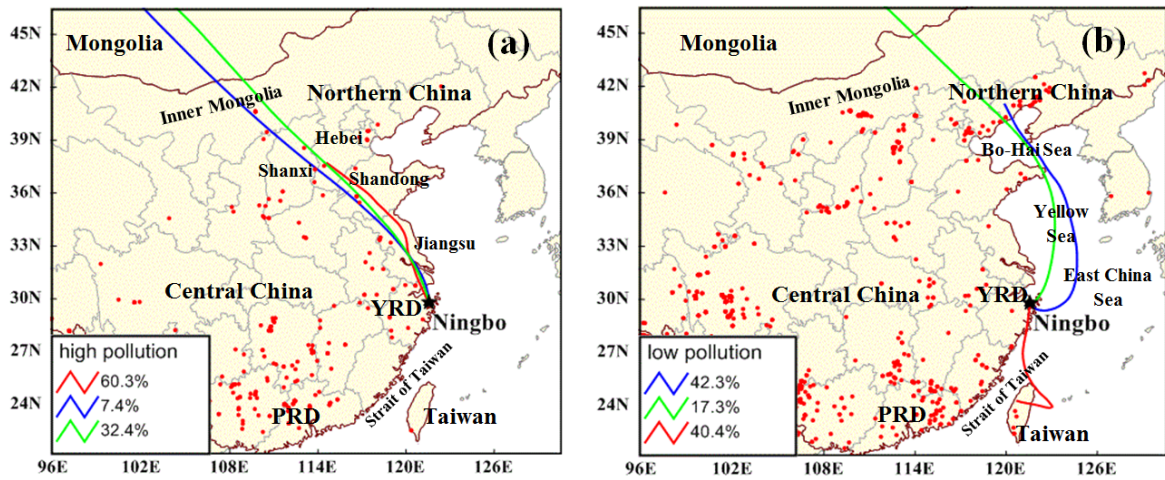 (a)
45N
42N
39N
36N
33N
30N
27N
24N
Mongolia
Inner Mongolia
Northern China
Hebei
Shanxi
Shandong
Jiangsu
Central China
YRD
Ningbo
high pollution
60.3%
7.4%
32.4%
PRD
Strait of Taiwan
Taiwan
96E 102E 108E 114E 120E 126E
(b)
45N
42N
39N
36N
33N
30N
27N
24N
Mongolia
Inner Mongolia
Northern China
Bo-Hai Sea
Yellow
Sea
East China
Sea
Central China
YRD
Ningbo
low pollution
42.3%
17.3%
40.4%
PRD
Strait of Taiwan
Taiwan
96E 102E 108E 114E 120E 126E